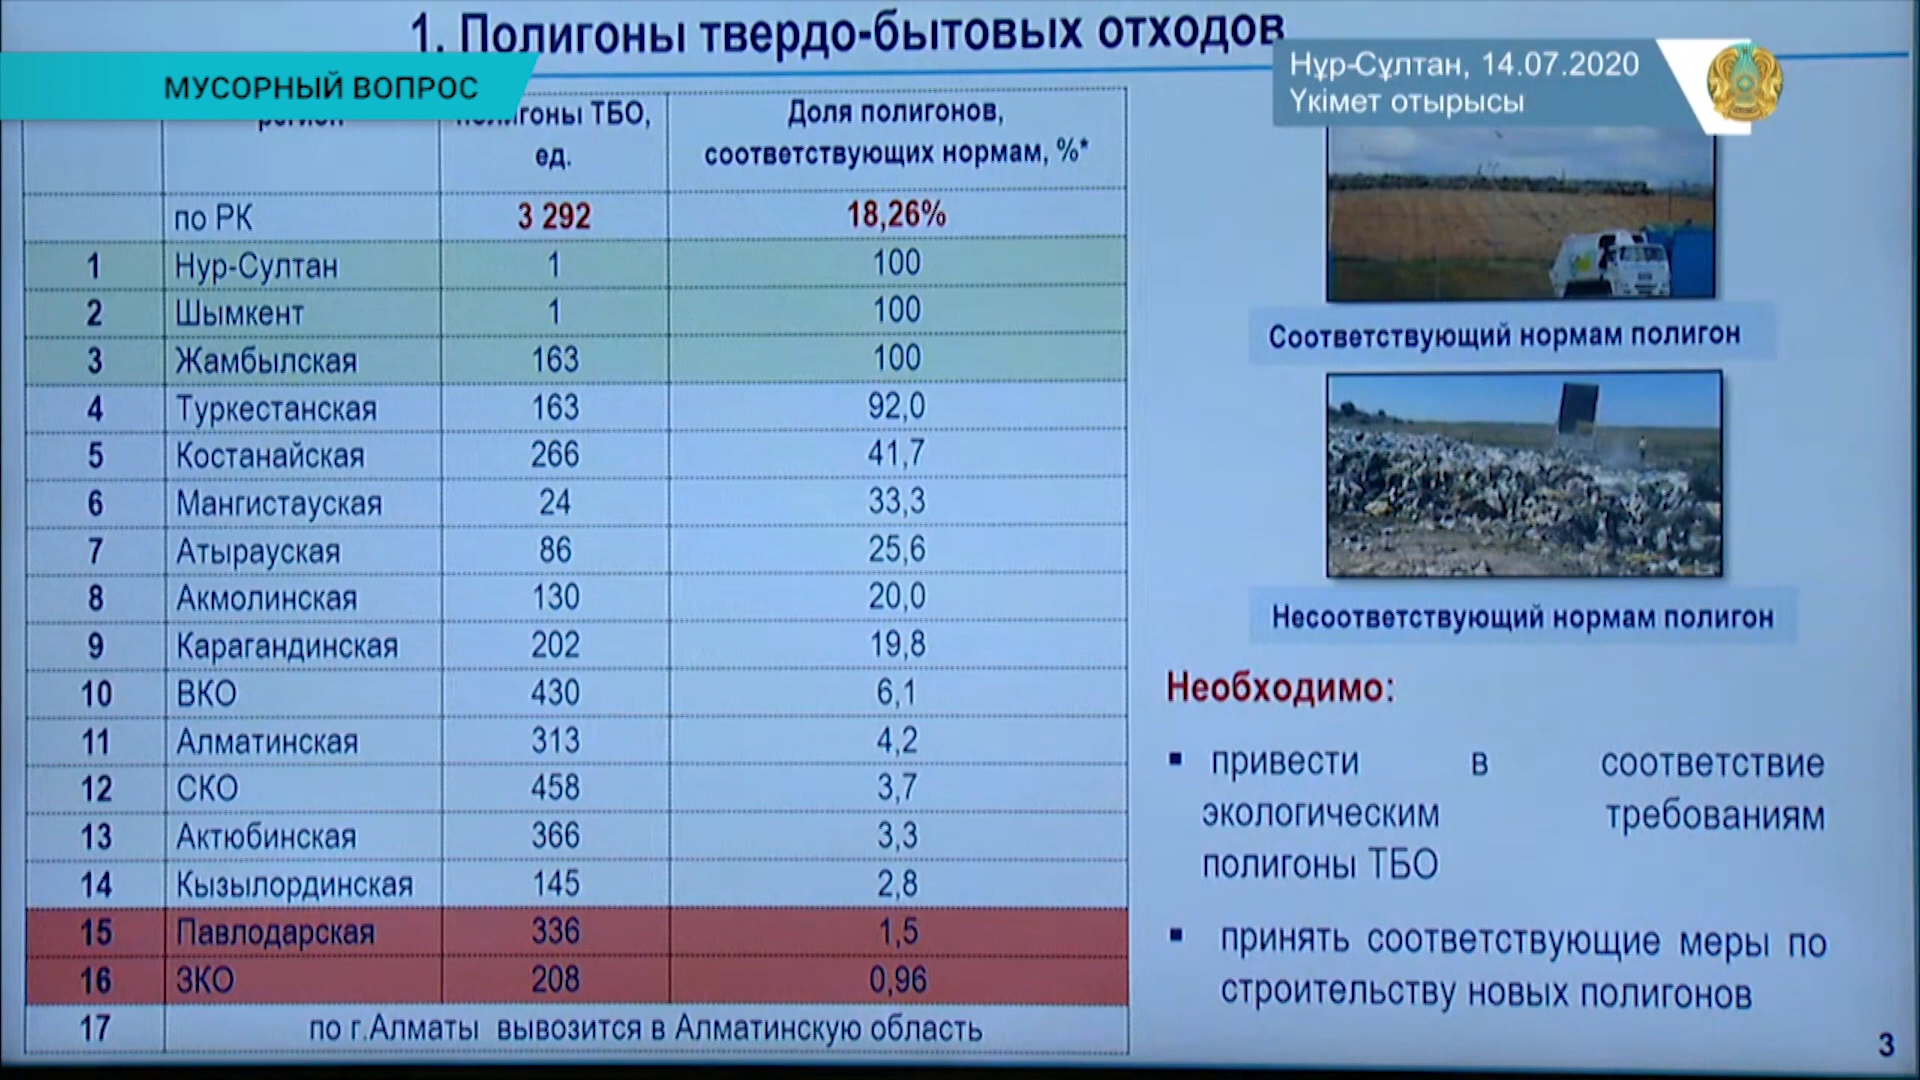 1. Полигоны твердо-бытовых отходов
МУСОРНЫЙ ВОПРОС
Нұр-Сұлтан, 14.07.2020
Үкімет отырысы
регион полигоны ТБО, ед. Доля полигонов, соответствующих нормам, %*
по РК 3 292 18,26%
1 Нур-Султан 1 100
2 Шымкент 1 100
3 Жамбылская 163 100
4 Туркестанская 163 92,0
5 Костанайская 266 41,7
6 Мангистауская 24 33,3
7 Атырауская 86 25,6
8 Акмолинская 130 20,0
9 Карагандинская 202 19,8
10 ВКО 430 6,1
11 Алматинская 313 4,2
12 СКО 458 3,7
13 Актюбинская 366 3,3
14 Кызылординская 145 2,8
15 Павлодарская 336 1,5
16 ЗКО 208 0,96
17 по г.Алматы вывозится в Алматинскую область
Соответствующий нормам полигон
Несоответствующий нормам полигон
Необходимо:
▪ привести в соответствие
экологическим требованиям
полигоны ТБО
▪ принять соответствующие меры по
строительству новых полигонов
3